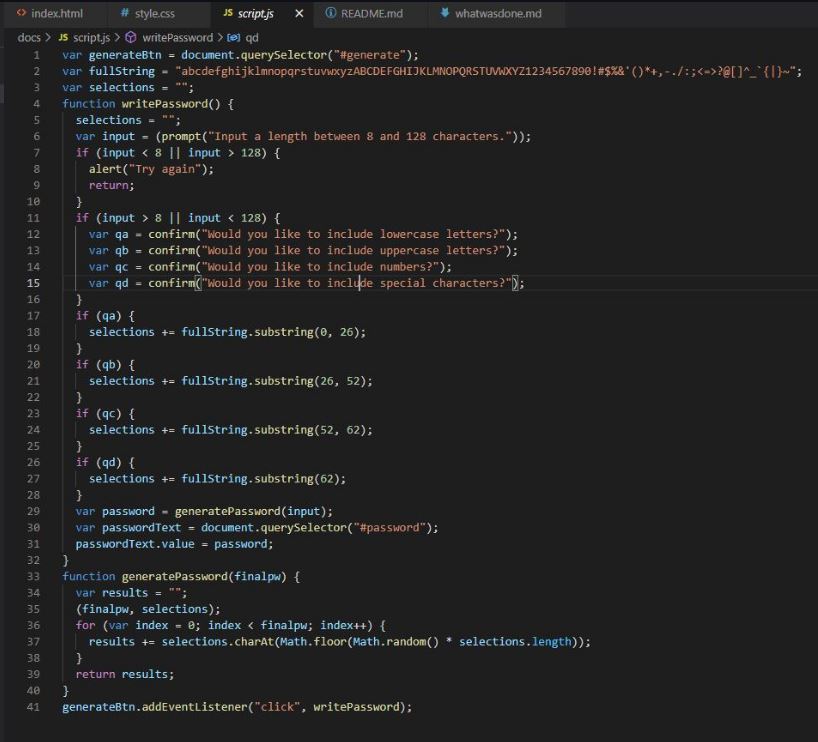 index.html # style.css JS script.js × README.md whatwasdone.md
docs > JS script.js > writePassword > qd
1 var generateBtn = document.querySelector("#generate");
2 var fullString = "abcdefghijklmnopqrstuvwxyzABCDEFGHIJKLMNOPQRSTUVWXYZ1234567890!#$%&'()*+,-./:;<=>?@[]^_`{|}~";
3 var selections = "";
4 function writePassword() {
5 selections = "";
6 var input = (prompt("Input a length between 8 and 128 characters."));
7 if (input < 8 || input > 128) {
8 alert("Try again");
9 return;
10 }
11 if (input > 8 || input < 128) {
12 var qa = confirm("Would you like to include lowercase letters?");
13 var qb = confirm("Would you like to include uppercase letters?");
14 var qc = confirm("Would you like to include numbers?");
15 var qd = confirm("Would you like to include special characters?");
16 }
17 if (qa) {
18 selections += fullString.substring(0, 26);
19 }
20 if (qb) {
21 selections += fullString.substring(26, 52);
22 }
23 if (qc) {
24 selections += fullString.substring(52, 62);
25 }
26 if (qd) {
27 selections += fullString.substring(62);
28 }
29 var password = generatePassword(input);
30 var passwordText = document.querySelector("#password");
31 passwordText.value = password;
32 }
33 function generatePassword(finalpw) {
34 var results = "";
35 (finalpw, selections);
36 for (var index = 0; index < finalpw; index++) {
37 results += selections.charAt(Math.floor(Math.random() * selections.length));
38 }
39 return results;
40 }
41 generateBtn.addEventListener("click", writePassword);